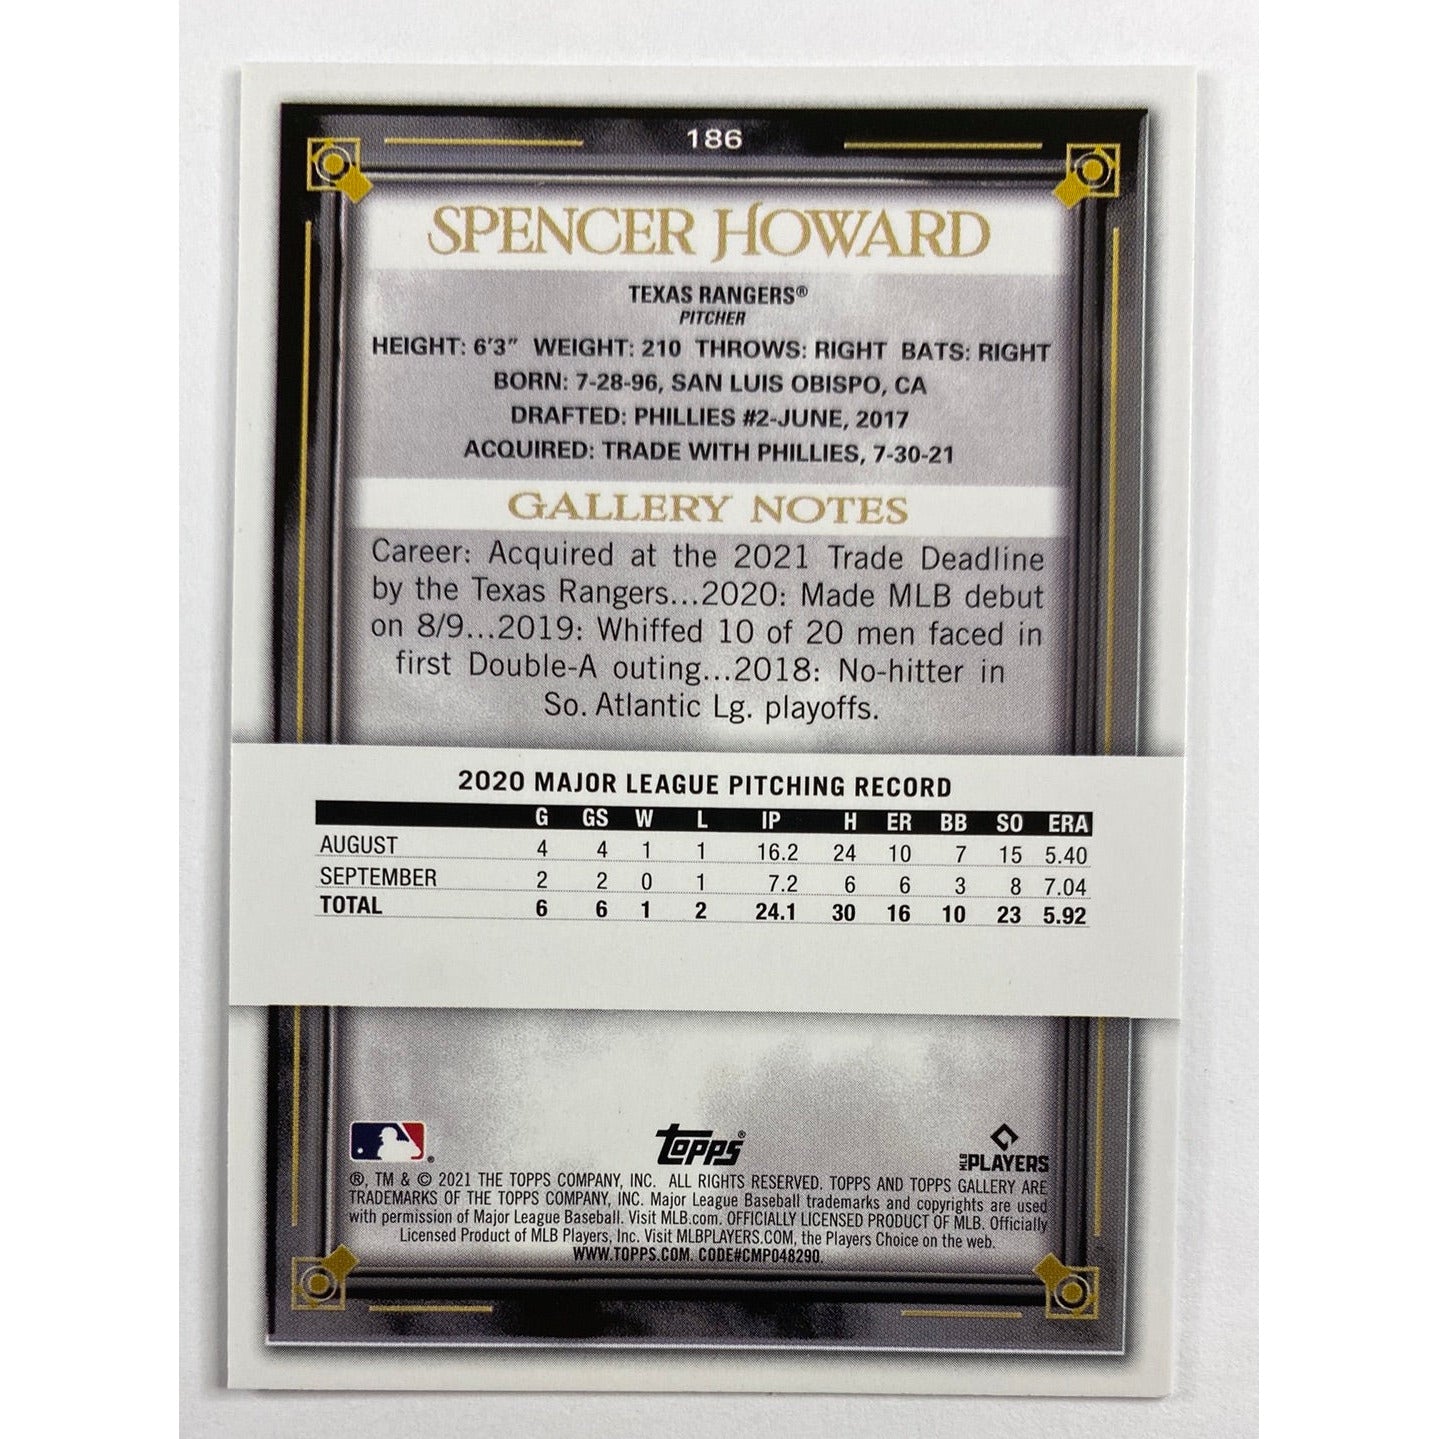 186
SPENCER HOWARD
TEXAS RANGERS®
PITCHER
HEIGHT: 6'3" WEIGHT: 210 THROWS: RIGHT BATS: RIGHT
BORN: 7-28-96, SAN LUIS OBISPO, CA
DRAFTED: PHILLIES #2-JUNE, 2017
ACQUIRED: TRADE WITH PHILLIES, 7-30-21
GALLERY NOTES
Career: Acquired at the 2021 Trade Deadline
by the Texas Rangers...2020: Made MLB debut
on 8/9...2019: Whiffed 10 of 20 men faced in
first Double-A outing...2018: No-hitter in
So. Atlantic Lg. playoffs.
2020 MAJOR LEAGUE PITCHING RECORD
G GS W L IP H ER BB SO ERA
AUGUST 4 4 1 1 16.2 24 10 7 15 5.40
SEPTEMBER 2 2 0 1 7.2 6 6 3 8 7.04
TOTAL 6 6 1 2 24.1 30 16 10 23 5.92
® Topps® MLB PLAYERS
®, TM & © 2021 THE TOPPS COMPANY, INC. ALL RIGHTS RESERVED. TOPPS AND TOPPS GALLERY ARE
TRADEMARKS OF THE TOPPS COMPANY, INC. Major League Baseball trademarks and copyrights are used
with permission of Major League Baseball. Visit MLB.com. OFFICIALLY LICENSED PRODUCT OF MLB. Officially
Licensed Product of MLB Players, Inc. Visit MLBPLAYERS.COM, the Players Choice on the web.
WWW.TOPPS.COM. CODE#CMP048290.